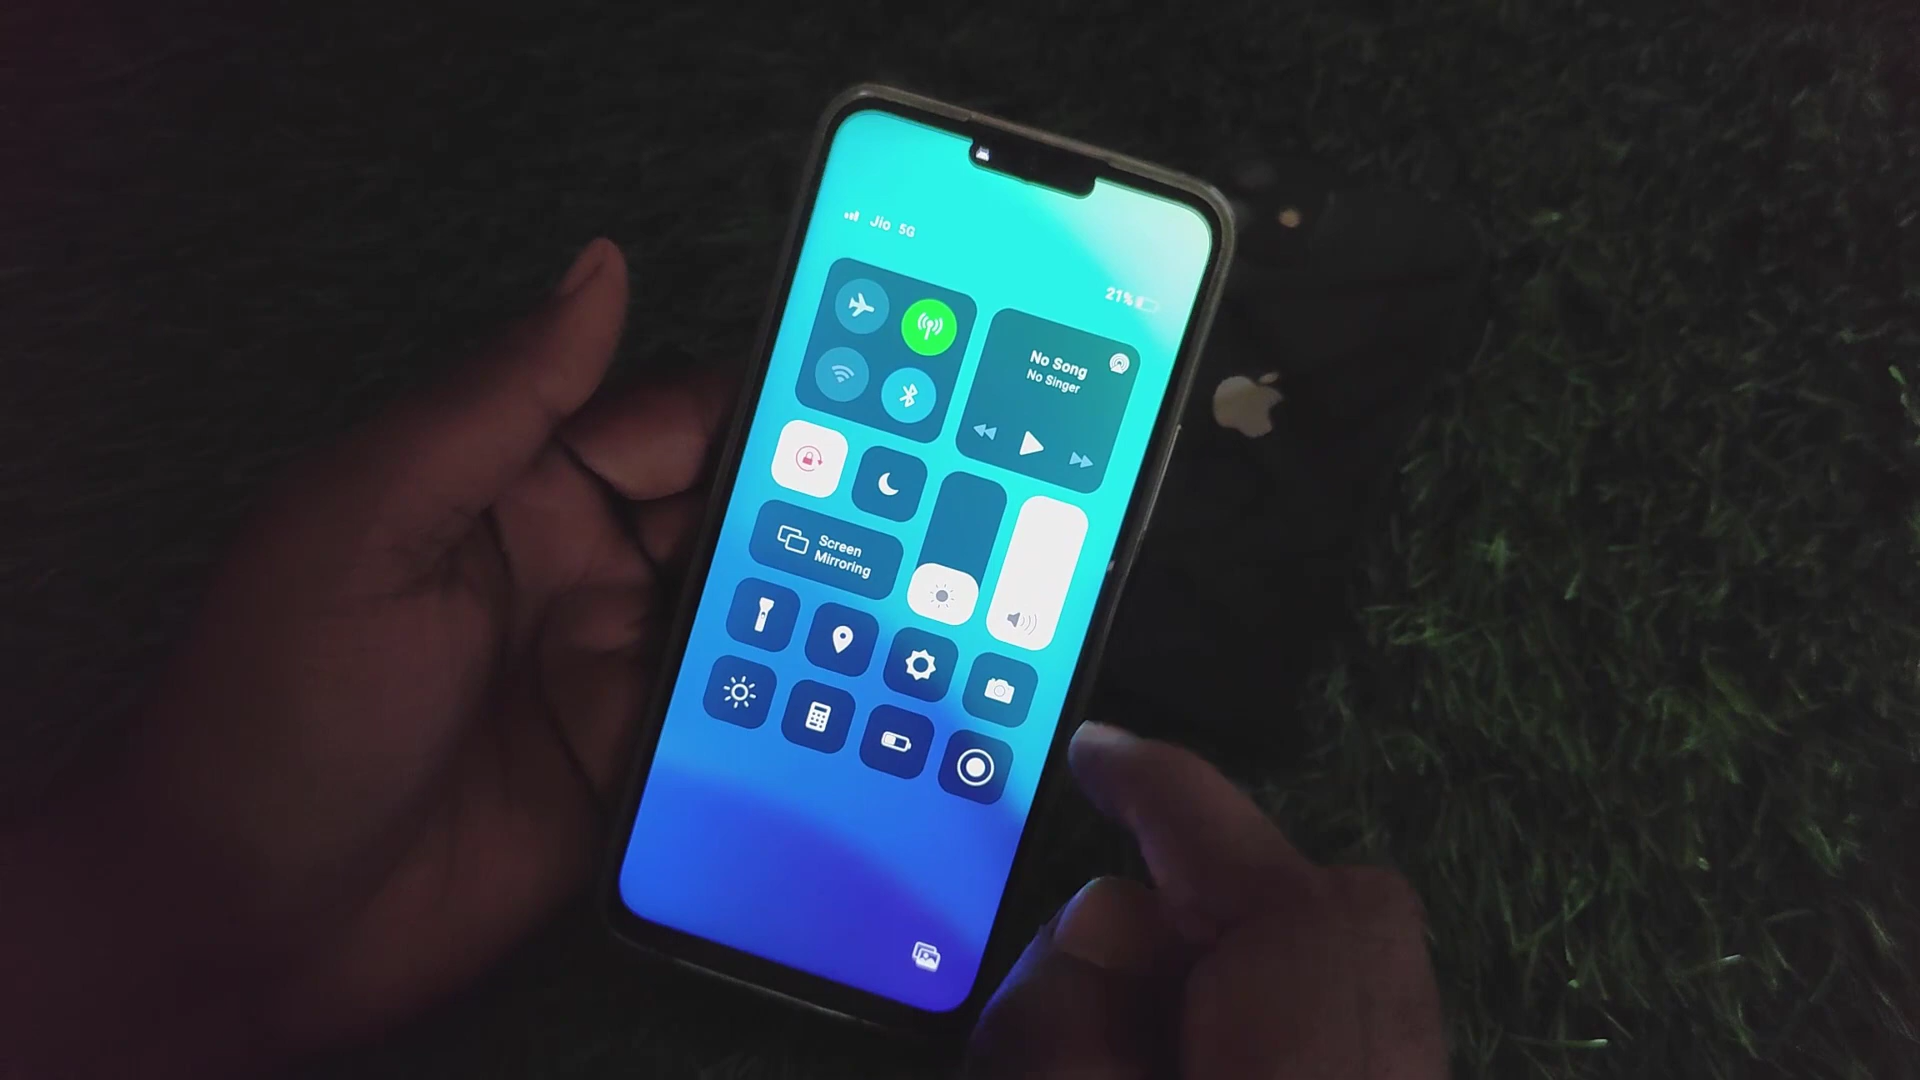 Jio 5G
21%
No Song
No Singer
Screen
Mirroring